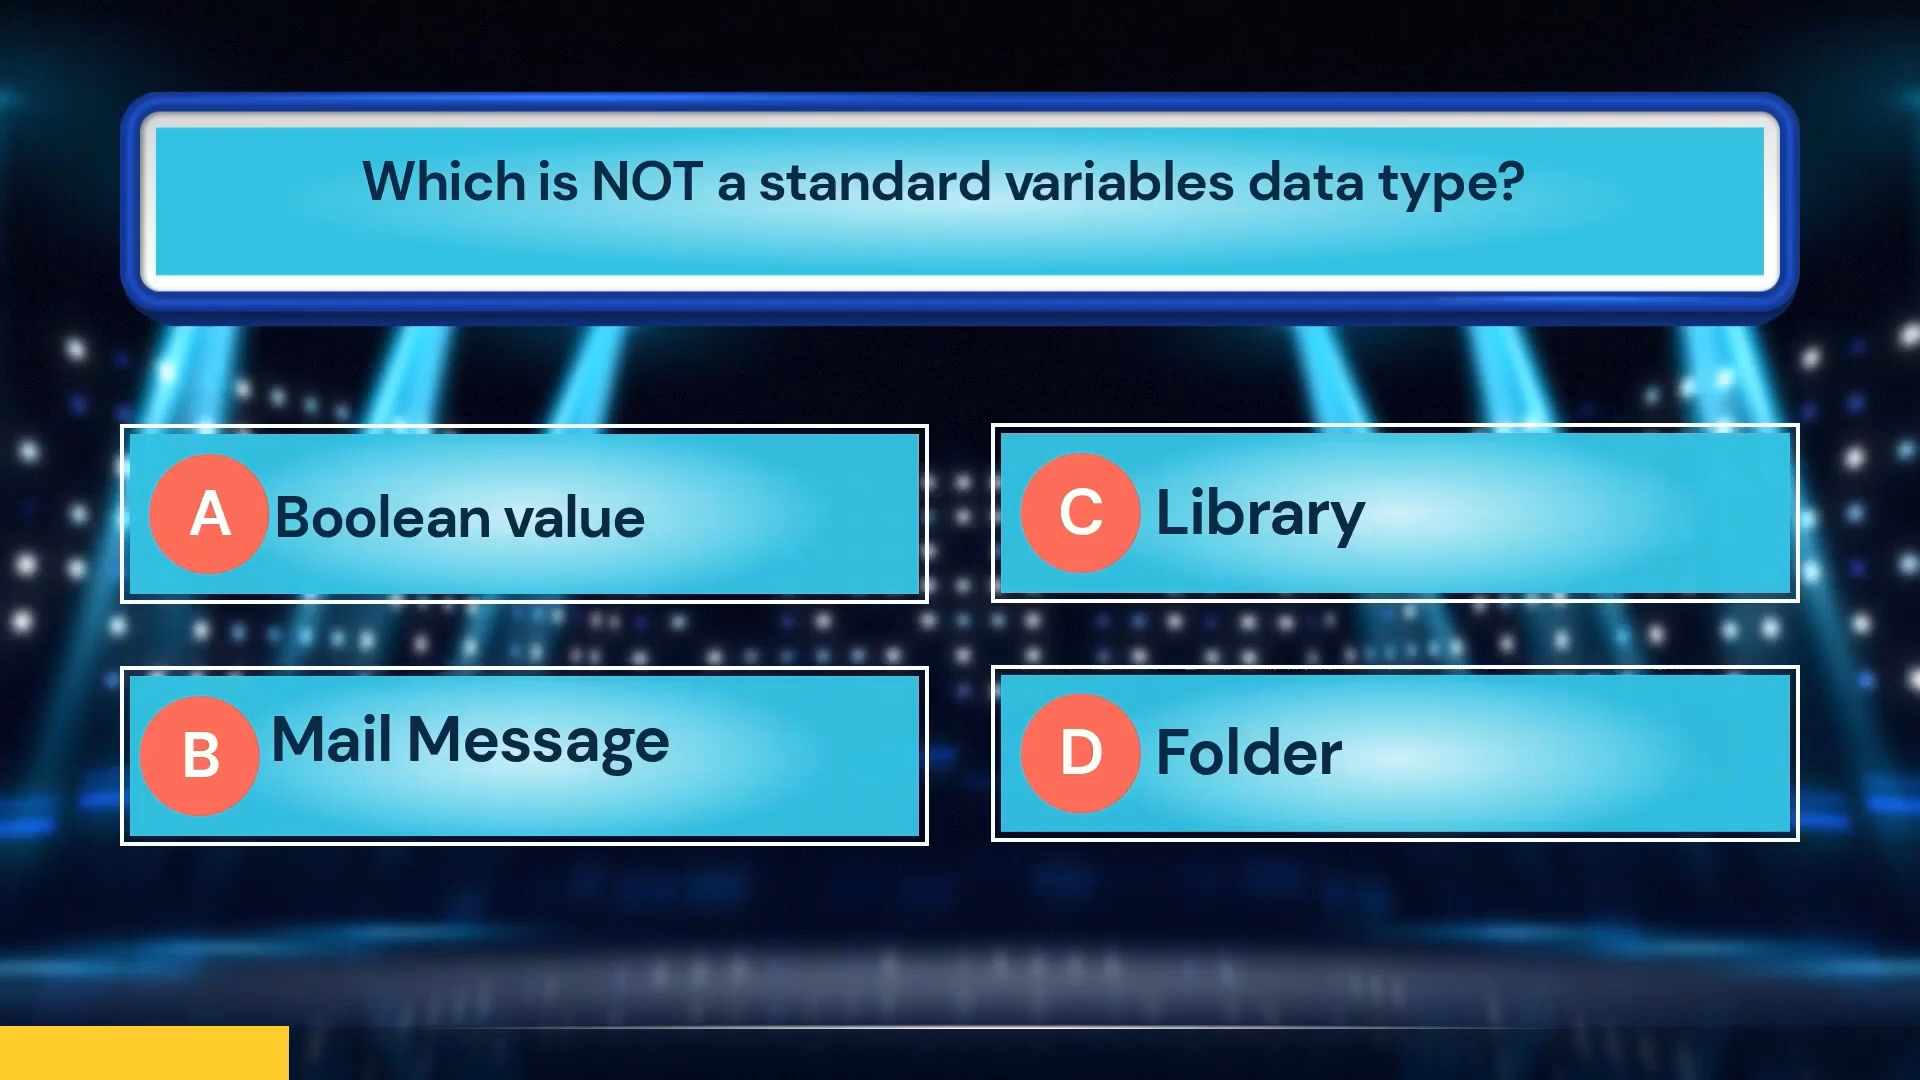 Which is NOT a standard variables data type?
A Boolean value
B Mail Message
C Library
D Folder